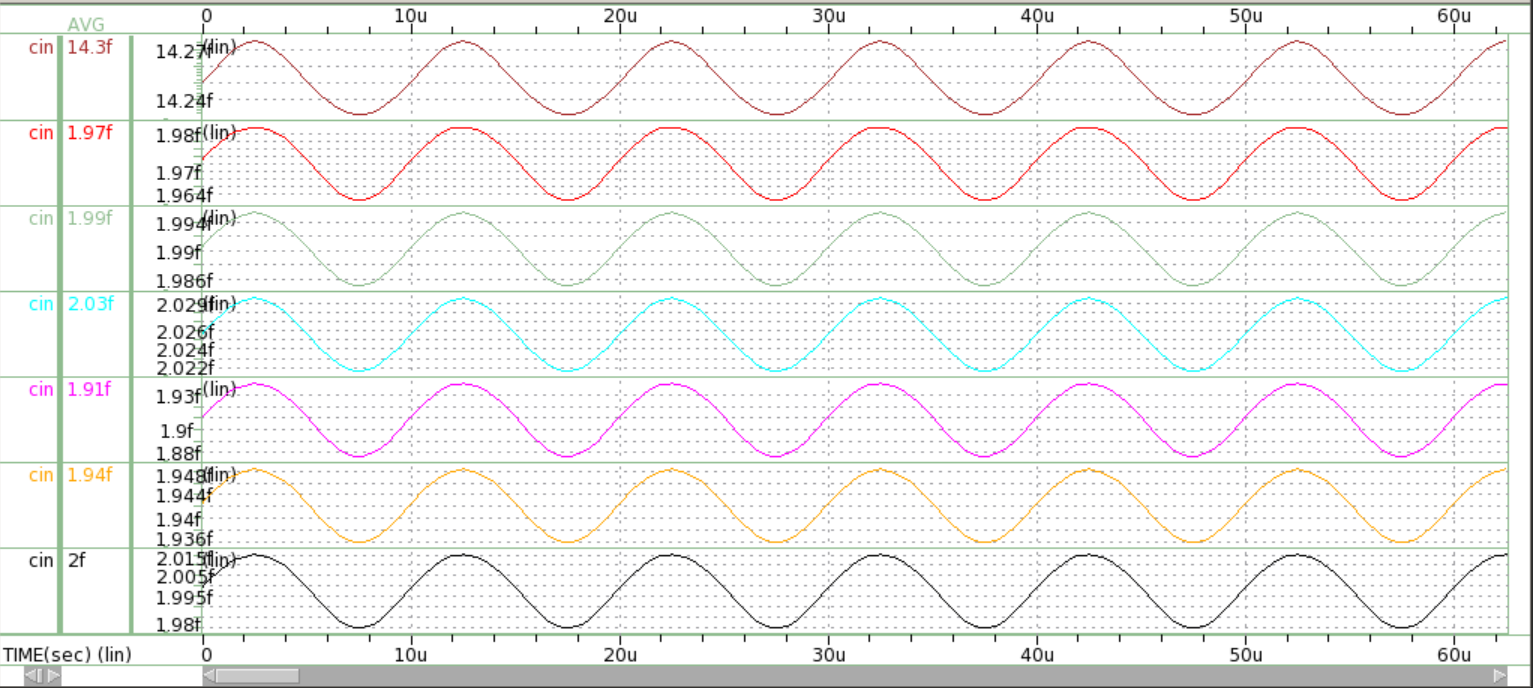 0 10u 20u 30u 40u 50u 60u
AVG
cin 14.3f 14.27f (lin)
14.24f
cin 1.97f 1.98f (lin)
1.97f
1.964f
cin 1.99f 1.994f (lin)
1.99f
1.986f
cin 2.03f 2.029f (lin)
2.026f
2.024f
2.022f
cin 1.91f 1.93f (lin)
1.9f
1.88f
cin 1.94f 1.948f (lin)
1.944f
1.94f
1.936f
cin 2f 2.015f (lin)
2.005f
1.995f
1.98f
TIME(sec) (lin) 0 10u 20u 30u 40u 50u 60u